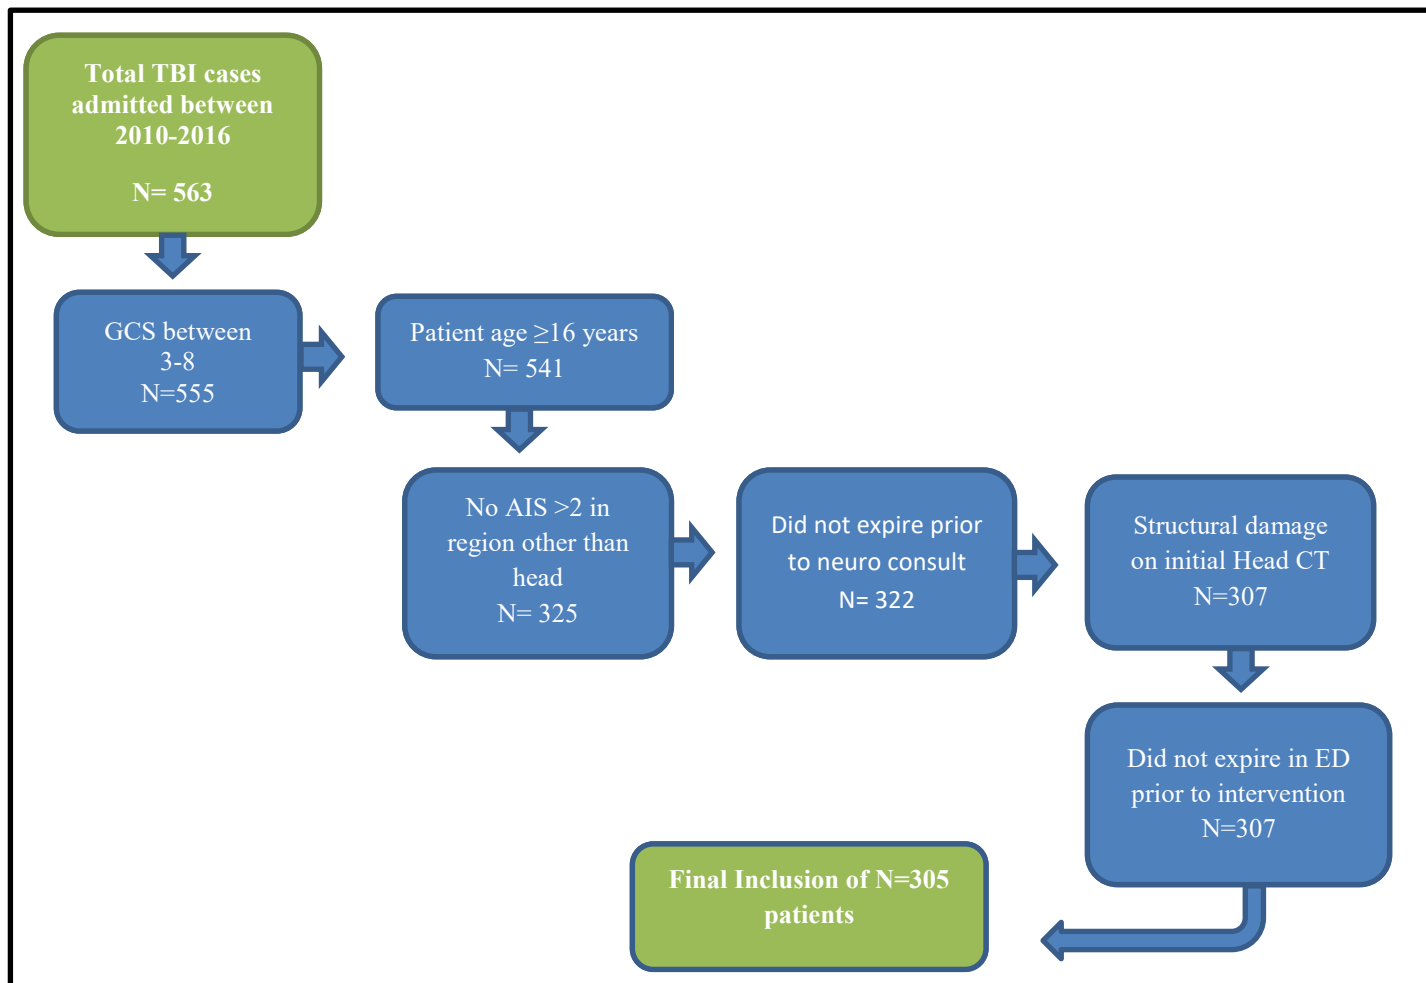 Total TBI cases
admitted between
2010-2016
N= 563
GCS between
3-8
N=555
Patient age ≥16 years
N= 541
No AIS >2 in
region other than
head
N= 325
Did not expire prior
to neuro consult
N= 322
Structural damage
on initial Head CT
N=307
Did not expire in ED
prior to intervention
N=307
Final Inclusion of N=305
patients